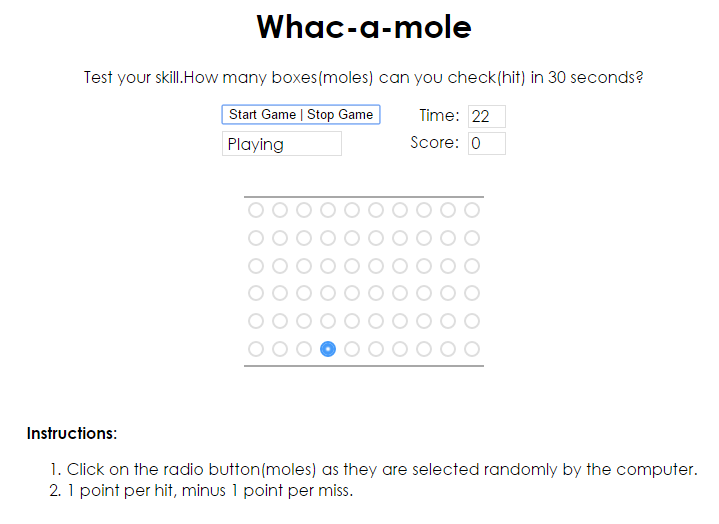 Whac-a-mole
Test your skill.How many boxes(moles) can you check(hit) in 30 seconds?
Start Game | Stop Game
Time: 22
Playing
Score: 0
Instructions:
1. Click on the radio button(moles) as they are selected randomly by the computer.
2. 1 point per hit, minus 1 point per miss.